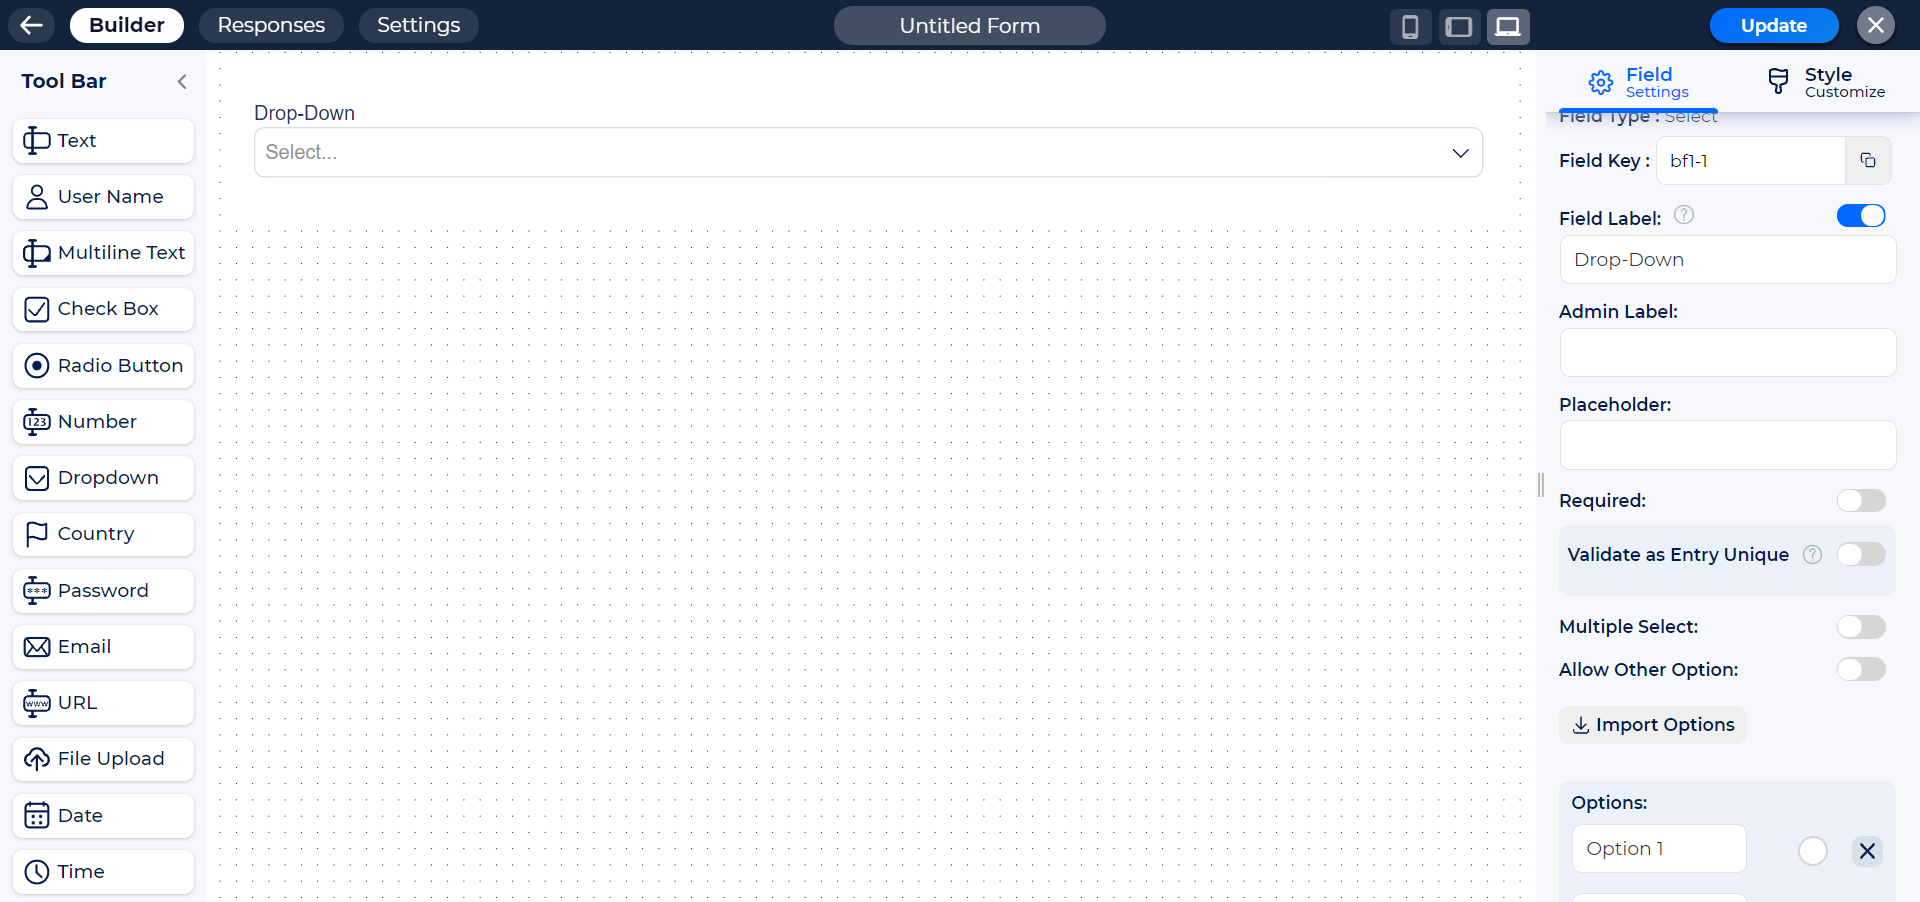 Builder
Responses
Settings
Untitled Form
Update
Tool Bar
Text
User Name
Multiline Text
Check Box
Radio Button
123
Number
Dropdown
Country
***
Password
Email
www
URL
File Upload
Date
Time
Drop-Down
Select...
Field
Settings
Style
Customize
Field Type : Select
Field Key :
bf1-1
Field Label: ?
Drop-Down
Admin Label:
Placeholder:
Required:
Validate as Entry Unique ?
Multiple Select:
Allow Other Option:
Import Options
Options:
Option 1